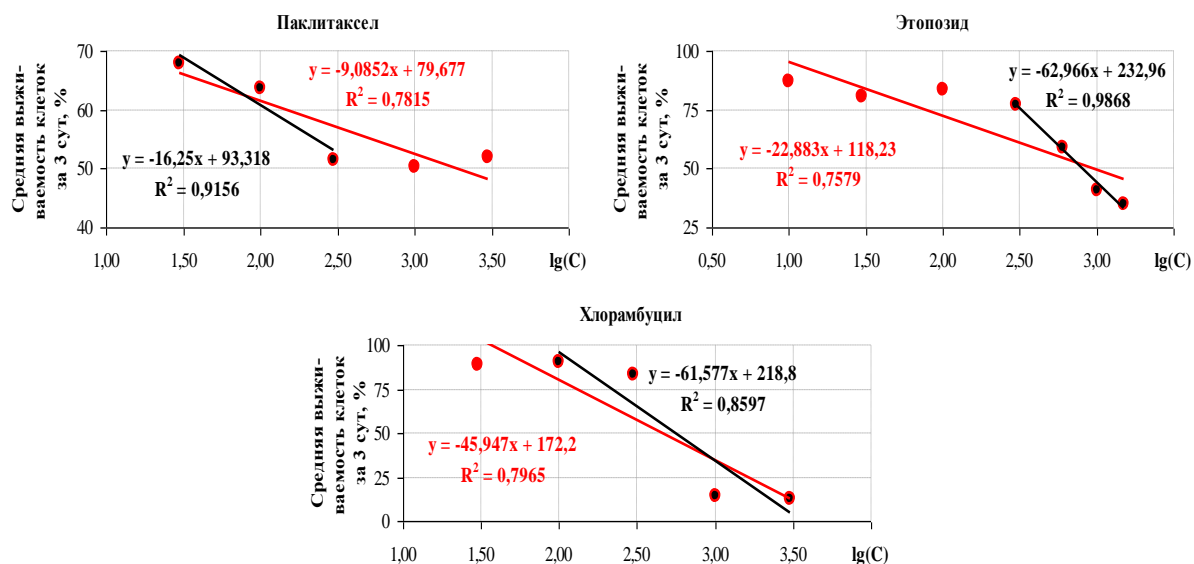 Паклитаксел
Средняя выжи-
ваемость клеток
за 3 сут, %
70
60
50
40
y = -9,0852x + 79,677
R² = 0,7815
y = -16,25x + 93,318
R² = 0,9156
1,00 1,50 2,00 2,50 3,00 3,50 lg(C)
Этопозид
Средняя выжи-
ваемость клеток
за 3 сут, %
100
75
50
25
y = -62,966x + 232,96
R² = 0,9868
y = -22,883x + 118,23
R² = 0,7579
0,50 1,00 1,50 2,00 2,50 3,00 lg(C)
Хлорамбуцил
Средняя выжи-
ваемость клеток
за 3 сут, %
100
75
50
25
0
y = -61,577x + 218,8
R² = 0,8597
y = -45,947x + 172,2
R² = 0,7965
1,00 1,50 2,00 2,50 3,00 3,50 lg(C)